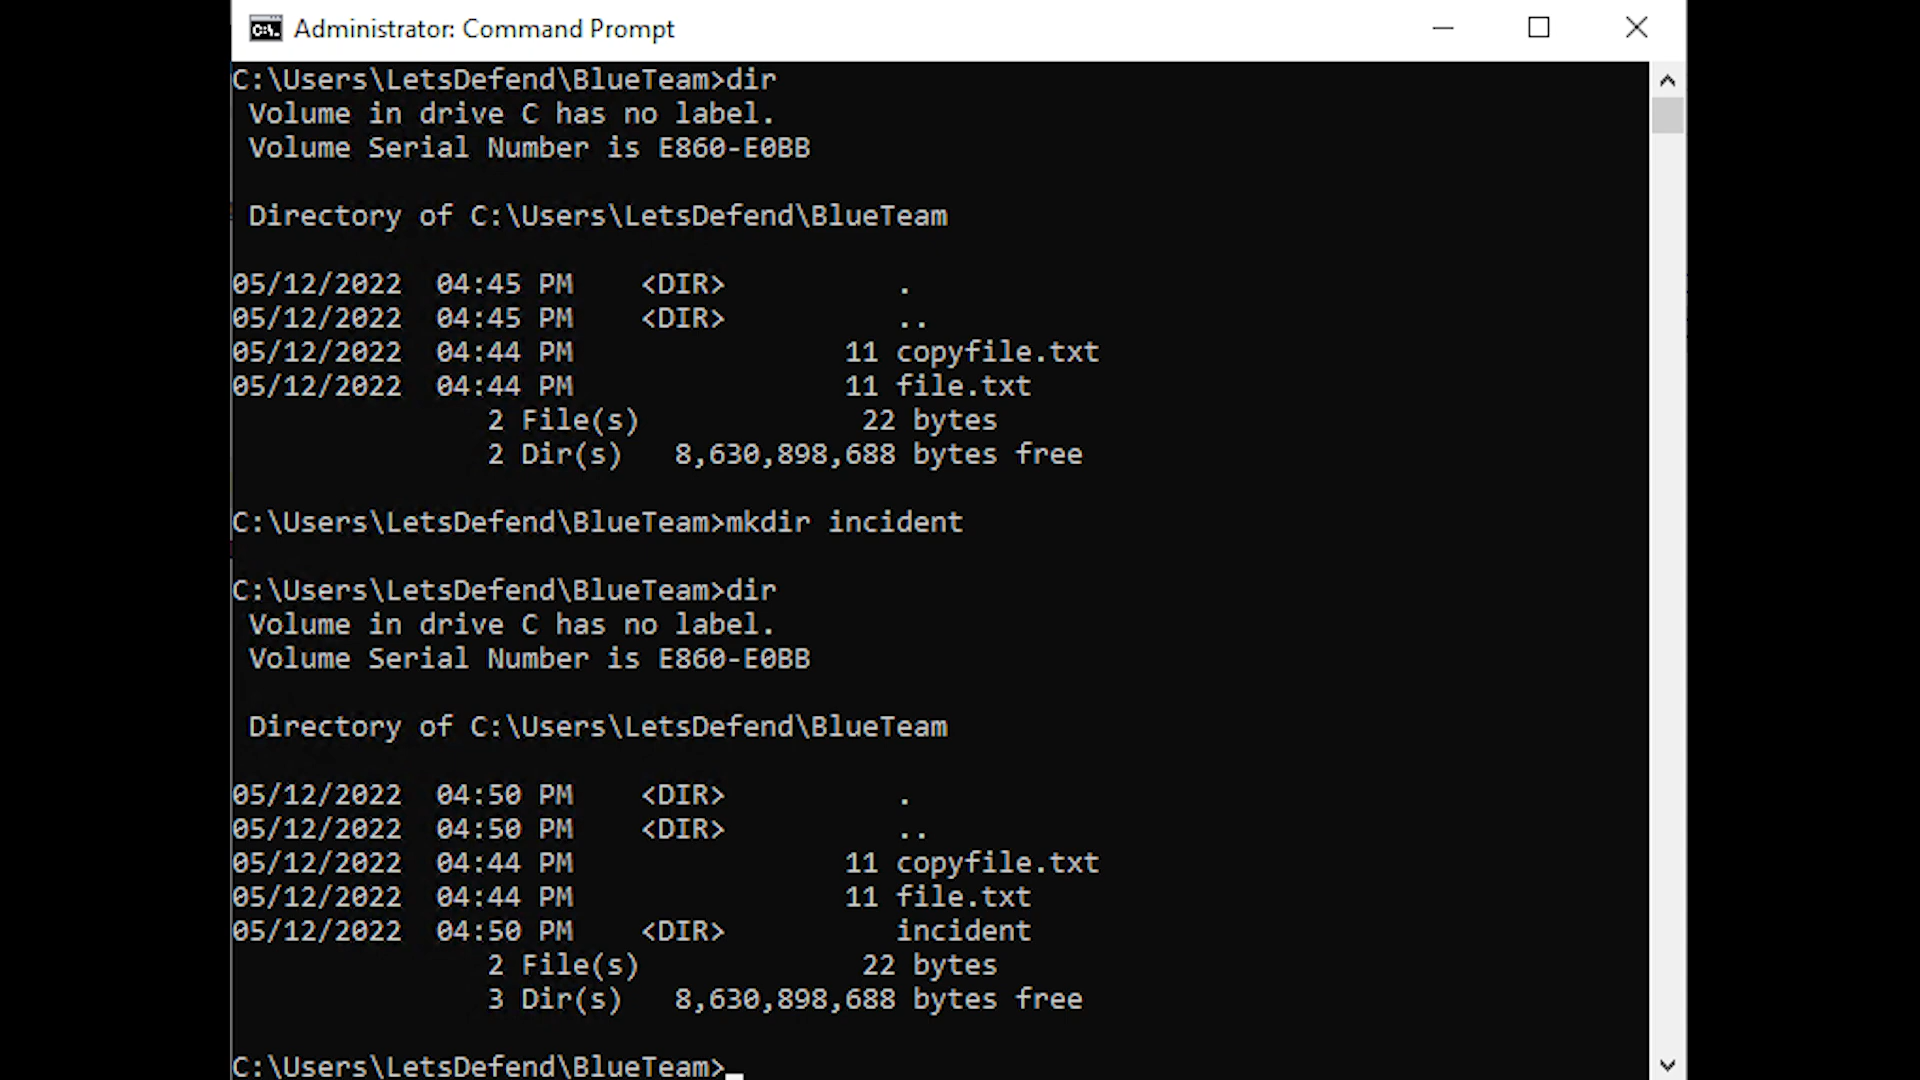 Administrator: Command Prompt
C:\Users\LetsDefend\BlueTeam>dir
Volume in drive C has no label.
Volume Serial Number is E860-E0BB
Directory of C:\Users\LetsDefend\BlueTeam
05/12/2022  04:45 PM    <DIR>          .
05/12/2022  04:45 PM    <DIR>          ..
05/12/2022  04:44 PM                11 copyfile.txt
05/12/2022  04:44 PM                11 file.txt
2 File(s)             22 bytes
2 Dir(s)   8,630,898,688 bytes free
C:\Users\LetsDefend\BlueTeam>mkdir incident
C:\Users\LetsDefend\BlueTeam>dir
Volume in drive C has no label.
Volume Serial Number is E860-E0BB
Directory of C:\Users\LetsDefend\BlueTeam
05/12/2022  04:50 PM    <DIR>          .
05/12/2022  04:50 PM    <DIR>          ..
05/12/2022  04:44 PM                11 copyfile.txt
05/12/2022  04:44 PM                11 file.txt
05/12/2022  04:50 PM    <DIR>          incident
2 File(s)             22 bytes
3 Dir(s)   8,630,898,688 bytes free
C:\Users\LetsDefend\BlueTeam>_